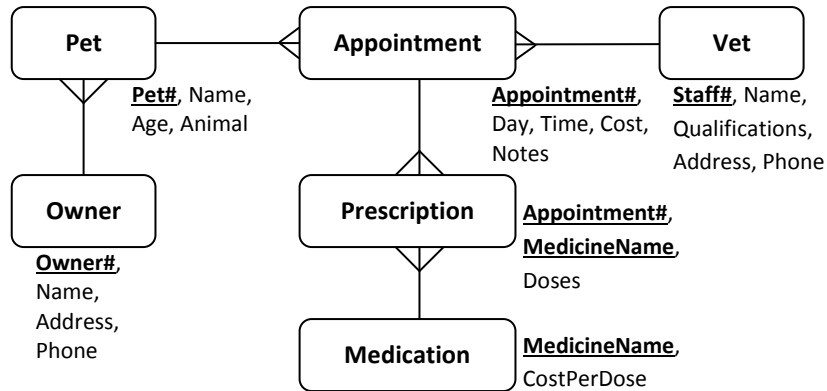 Pet
Appointment
Vet
Pet#, Name,
Age, Animal
Appointment#,
Day, Time, Cost,
Notes
Staff#, Name,
Qualifications,
Address, Phone
Owner
Prescription
Appointment#,
MedicineName,
Doses
Owner#,
Name,
Address,
Phone
Medication
MedicineName,
CostPerDose